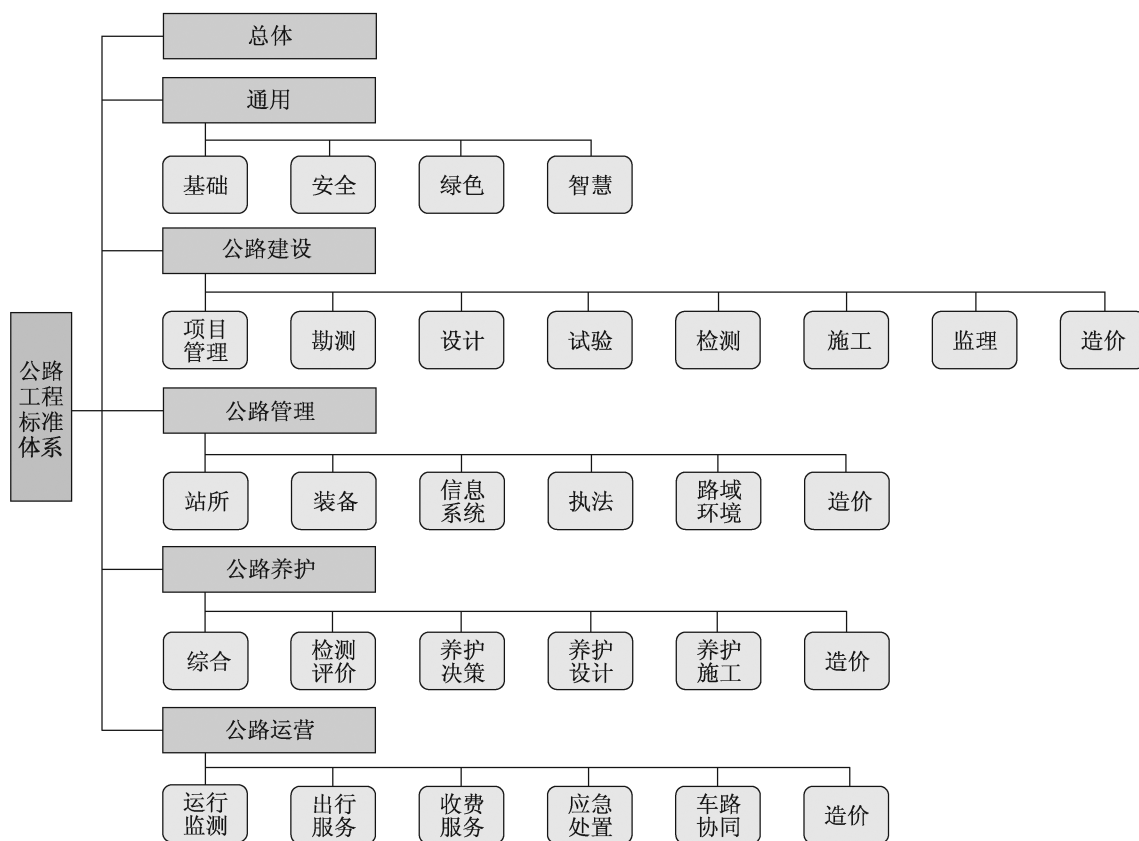 总体
通用
基础
安全
绿色
智慧
公路建设
项目
管理
勘测
设计
试验
检测
施工
监理
造价
公路
工程
标准
体系
公路管理
站所
装备
信息
系统
执法
路域
环境
造价
公路养护
综合
检测
评价
养护
决策
养护
设计
养护
施工
造价
公路运营
运行
监测
出行
服务
收费
服务
应急
处置
车路
协同
造价